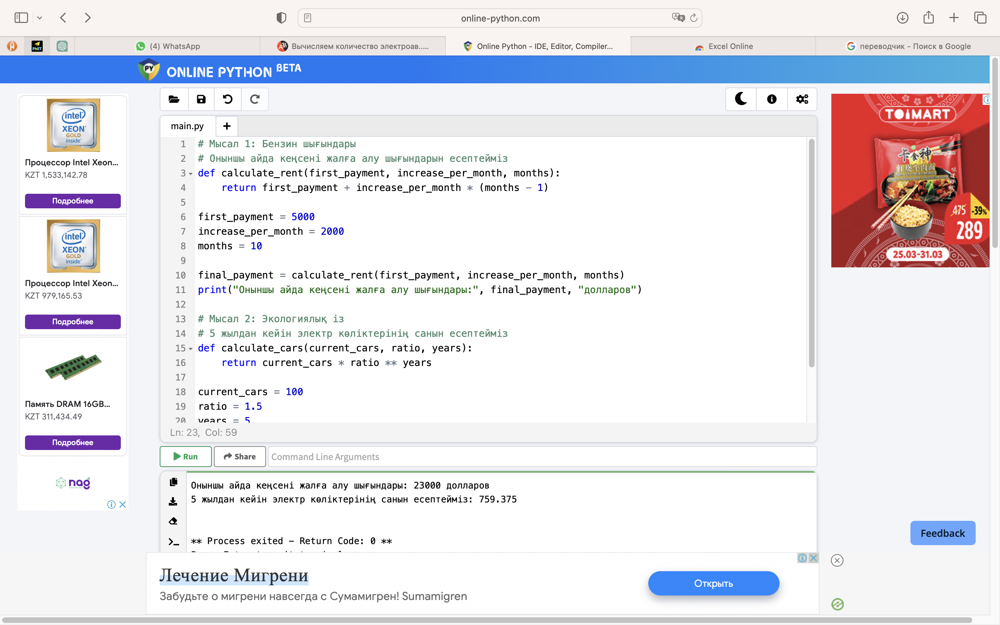 online-python.com
(4) WhatsApp
Вычисляем количество электроав.....
Online Python - IDE, Editor, Compiler...
Excel Online
переводчик - Поиск в Google
ONLINE PYTHON BETA
main.py
1 # Мысал 1: Бензин шығындары
2 # Оныншы айда кеңсені жалға алу шығындарын есептейміз
3 def calculate_rent(first_payment, increase_per_month, months):
4 return first_payment + increase_per_month * (months - 1)
5
6 first_payment = 5000
7 increase_per_month = 2000
8 months = 10
9
10 final_payment = calculate_rent(first_payment, increase_per_month, months)
11 print("Оныншы айда кеңсені жалға алу шығындары:", final_payment, "долларов")
12
13 # Мысал 2: Экологиялық із
14 # 5 жылдан кейін электр көліктерінің санын есептейміз
15 def calculate_cars(current_cars, ratio, years):
16 return current_cars * ratio ** years
17
18 current_cars = 100
19 ratio = 1.5
20 years = 5
Ln: 23, Col: 59
Run
Share
Command Line Arguments
Оныншы айда кеңсені жалға алу шығындары: 23000 долларов
5 жылдан кейін электр көліктерінің санын есептейміз: 759.375
** Process exited - Return Code: 0 **
intel
XEON
GOLD
inside
Процессор Intel Xeon...
KZT 1,533,142.78
Подробнее
intel
XEON
GOLD
inside
Процессор Intel Xeon...
KZT 979,165.53
Подробнее
Память DRAM 16GB...
KZT 311,434.49
Подробнее
nag
TOIMART
卡食神
红烧牛肉面
475 -39%
289
25.03-31.03
Feedback
Лечение Мигрени
Забудьте о мигрени навсегда с Сумамигрен! Sumamigren
Открыть